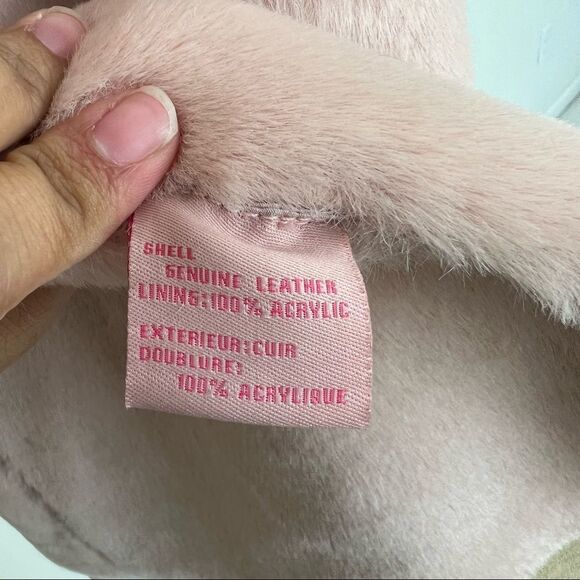 SHELL
GENUINE LEATHER
LINING:100% ACRYLIC
EXTERIEUR:CUIR
DOUBLURE:
100% ACRYLIQUE